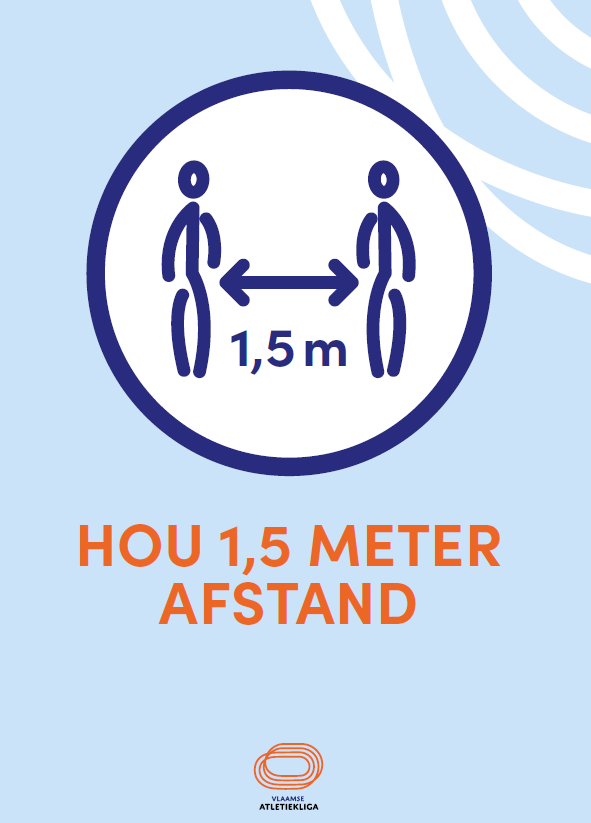 1,5 m
HOU 1,5 METER
AFSTAND
VLAAMSE
ATLETIEKLIGA